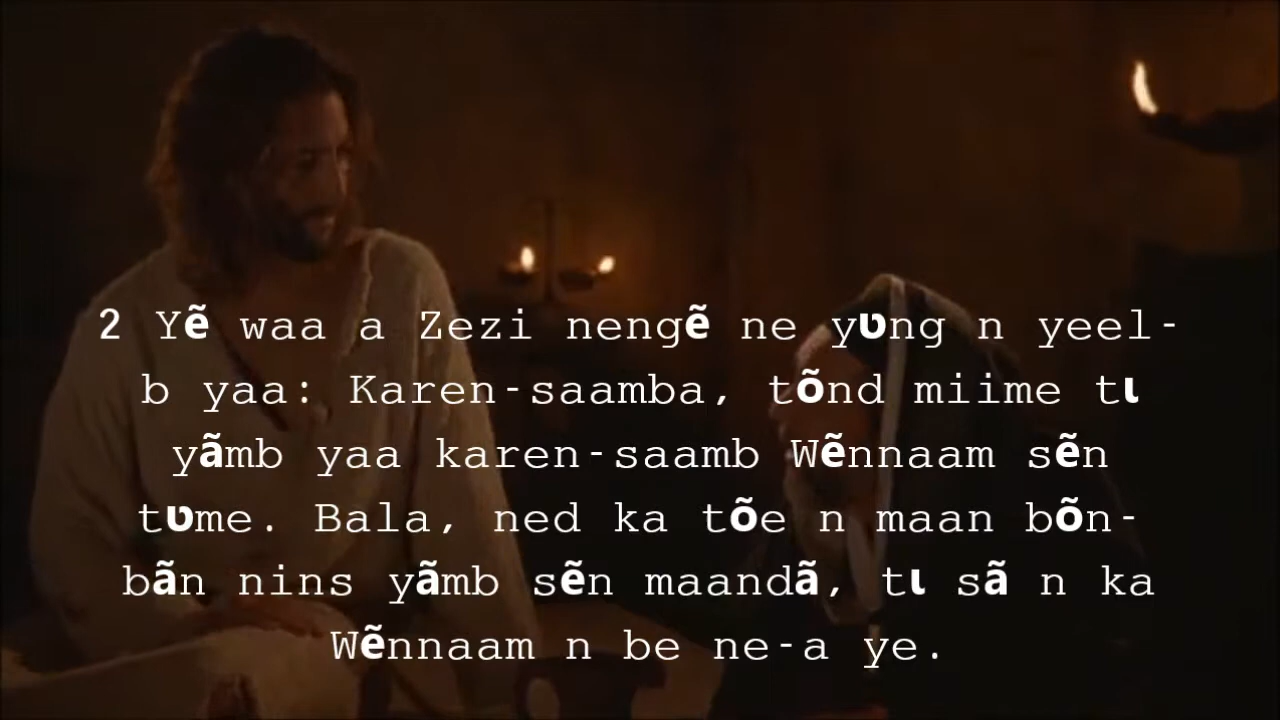 2 Yẽ waa a Zezi nengẽ ne yʋng n yeel-
b yaa: Karen-saamba, tõnd miime tɩ
yãmb yaa karen-saamb Wẽnnaam sẽn
tʋme. Bala, ned ka tõe n maan bõn-
bãn nins yãmb sẽn maandã, tɩ sã n ka
Wẽnnaam n be ne-a ye.